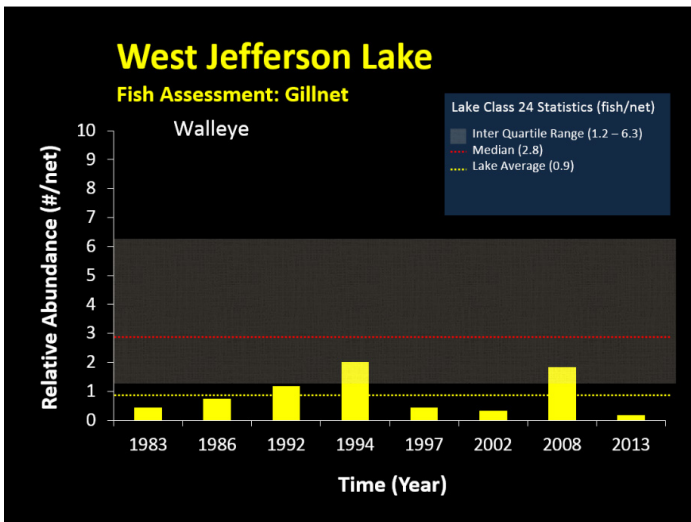 West Jefferson Lake
Fish Assessment: Gillnet
Lake Class 24 Statistics (fish/net)
Inter Quartile Range (1.2 – 6.3)
Median (2.8)
Lake Average (0.9)
Walleye
Relative Abundance (#/net)
10
9
8
7
6
5
4
3
2
1
0
1983 1986 1992 1994 1997 2002 2008 2013
Time (Year)